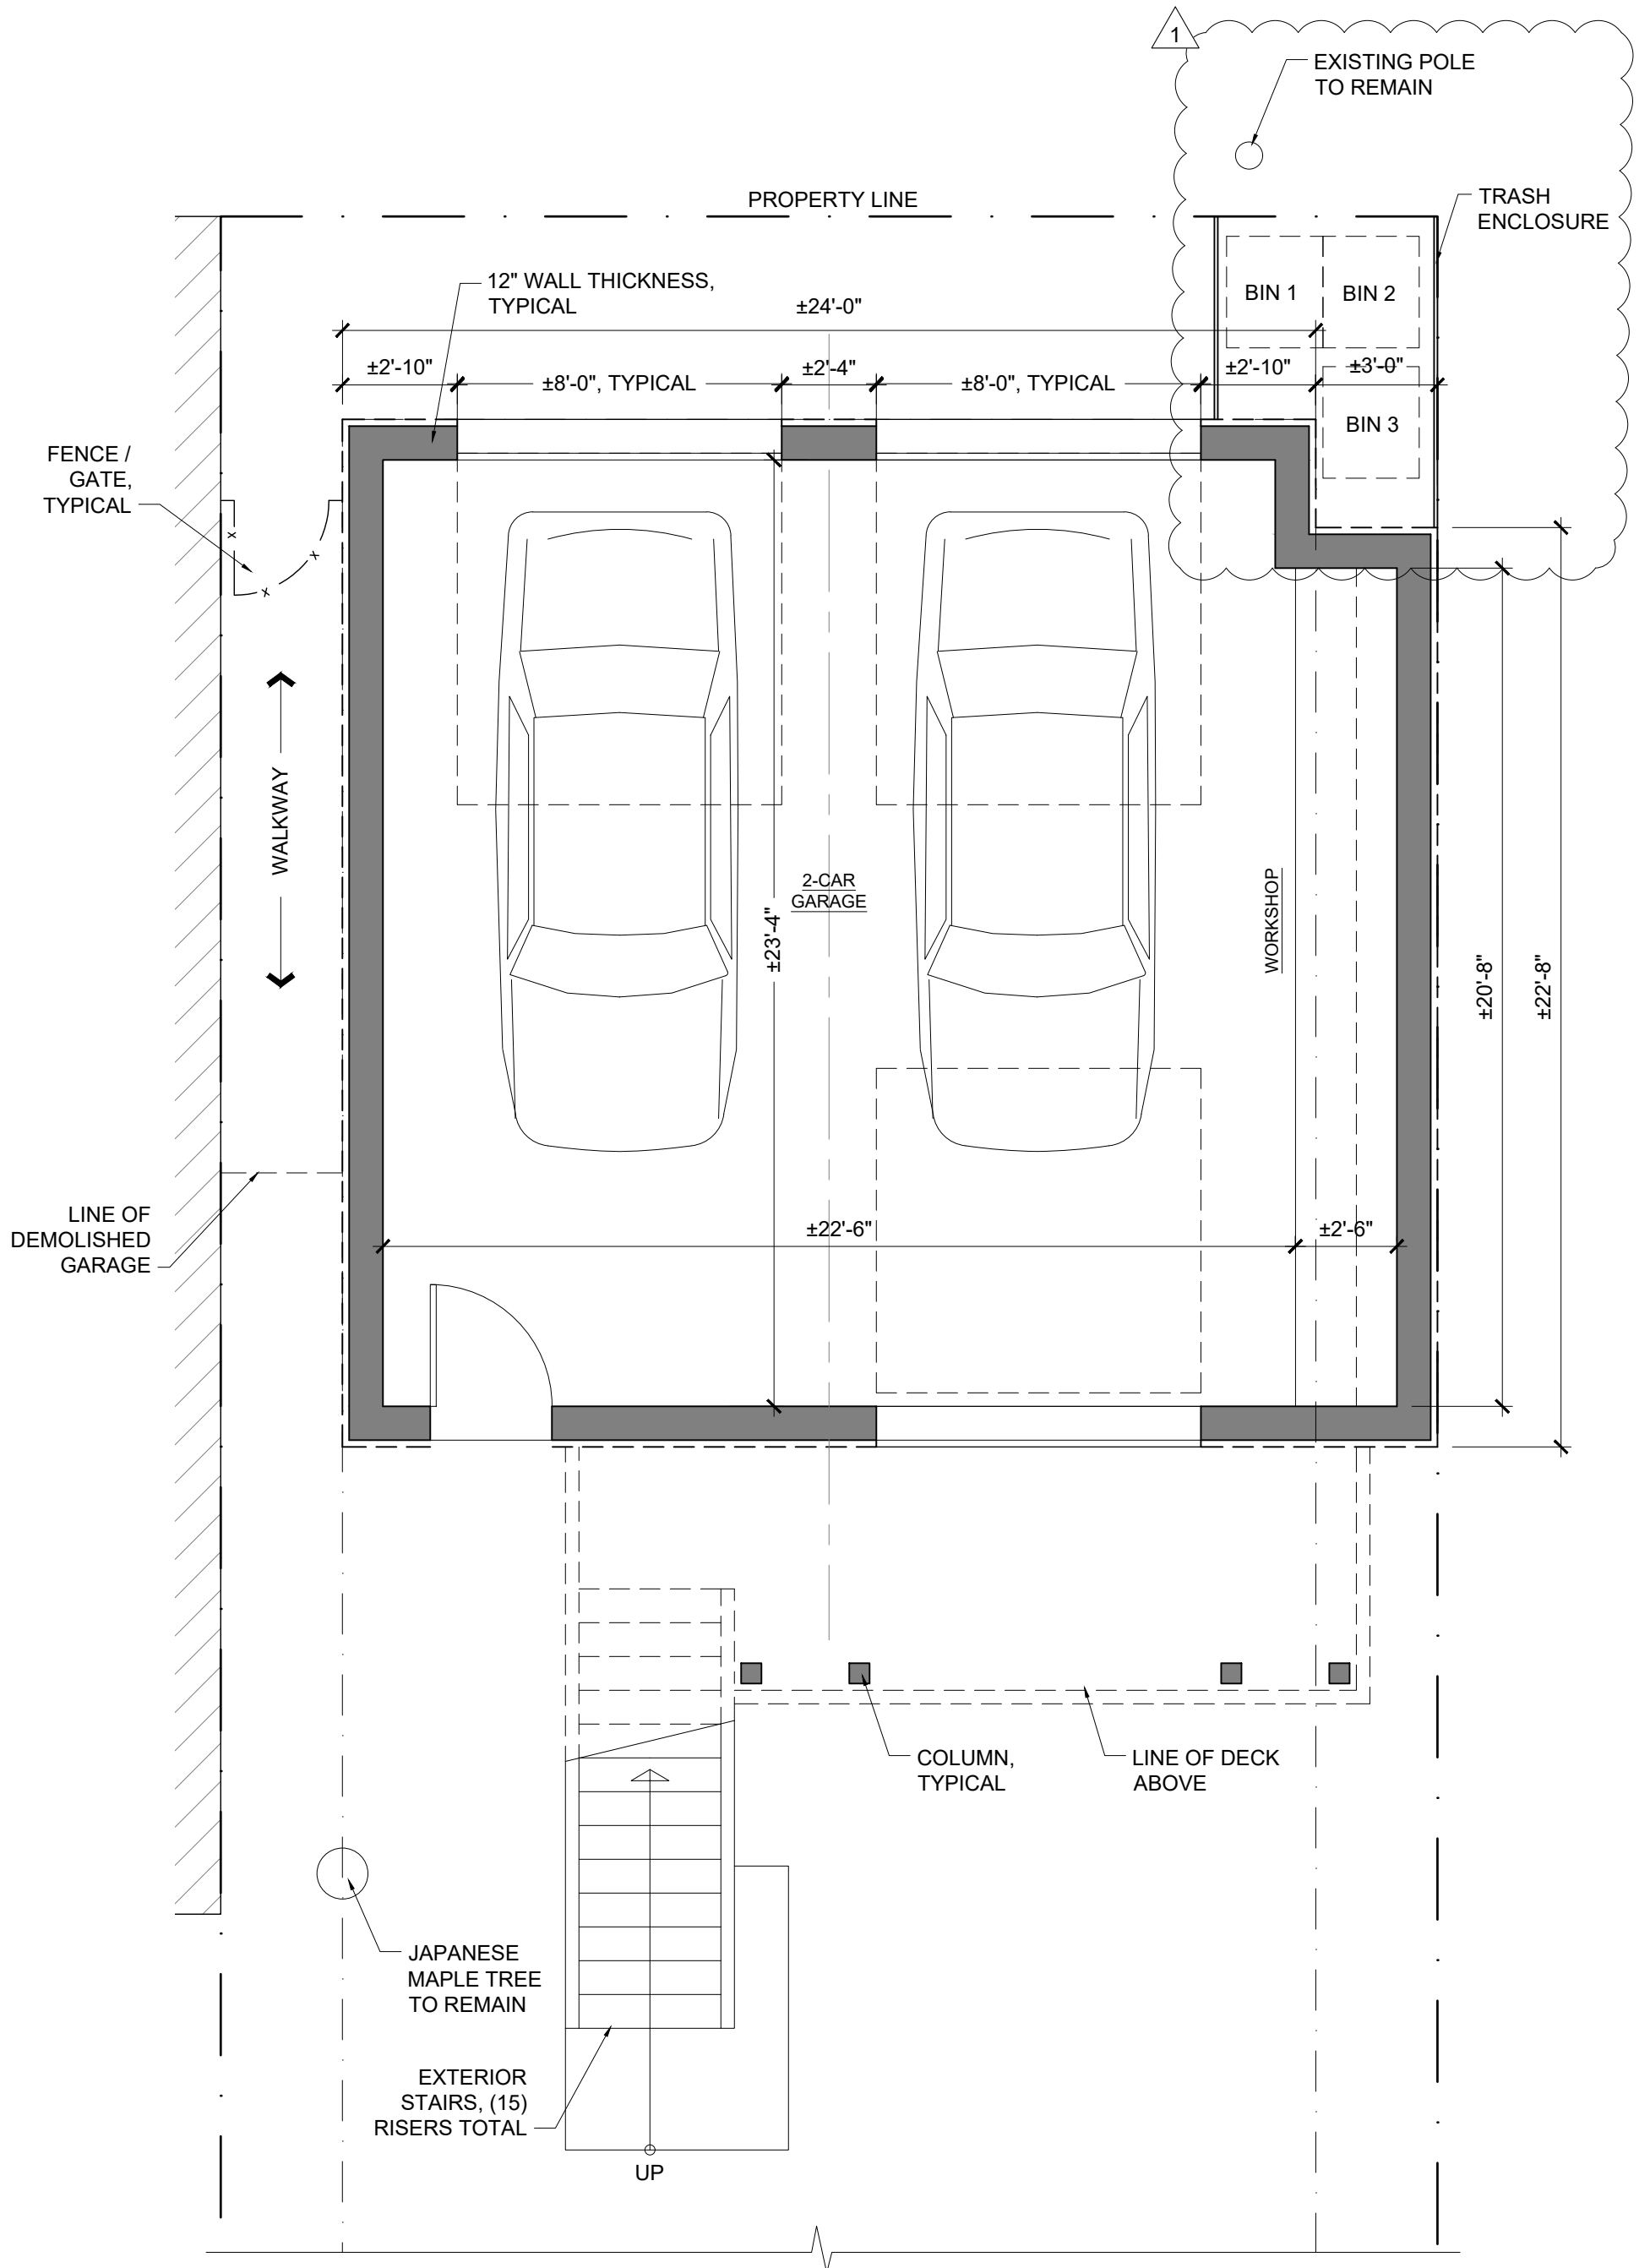 1
EXISTING POLE
TO REMAIN
PROPERTY LINE
TRASH
ENCLOSURE
12" WALL THICKNESS,
TYPICAL
±24'-0"
BIN 1
BIN 2
±2'-10"
±8'-0", TYPICAL
±2'-4"
±8'-0", TYPICAL
±2'-10"
±3'-0"
BIN 3
FENCE /
GATE,
TYPICAL
x
x
x
WALKWAY
2-CAR
GARAGE
±23'-4"
WORKSHOP
±20'-8"
±22'-8"
LINE OF
DEMOLISHED
GARAGE
±22'-6"
±2'-6"
COLUMN,
TYPICAL
LINE OF DECK
ABOVE
JAPANESE
MAPLE TREE
TO REMAIN
EXTERIOR
STAIRS, (15)
RISERS TOTAL
UP